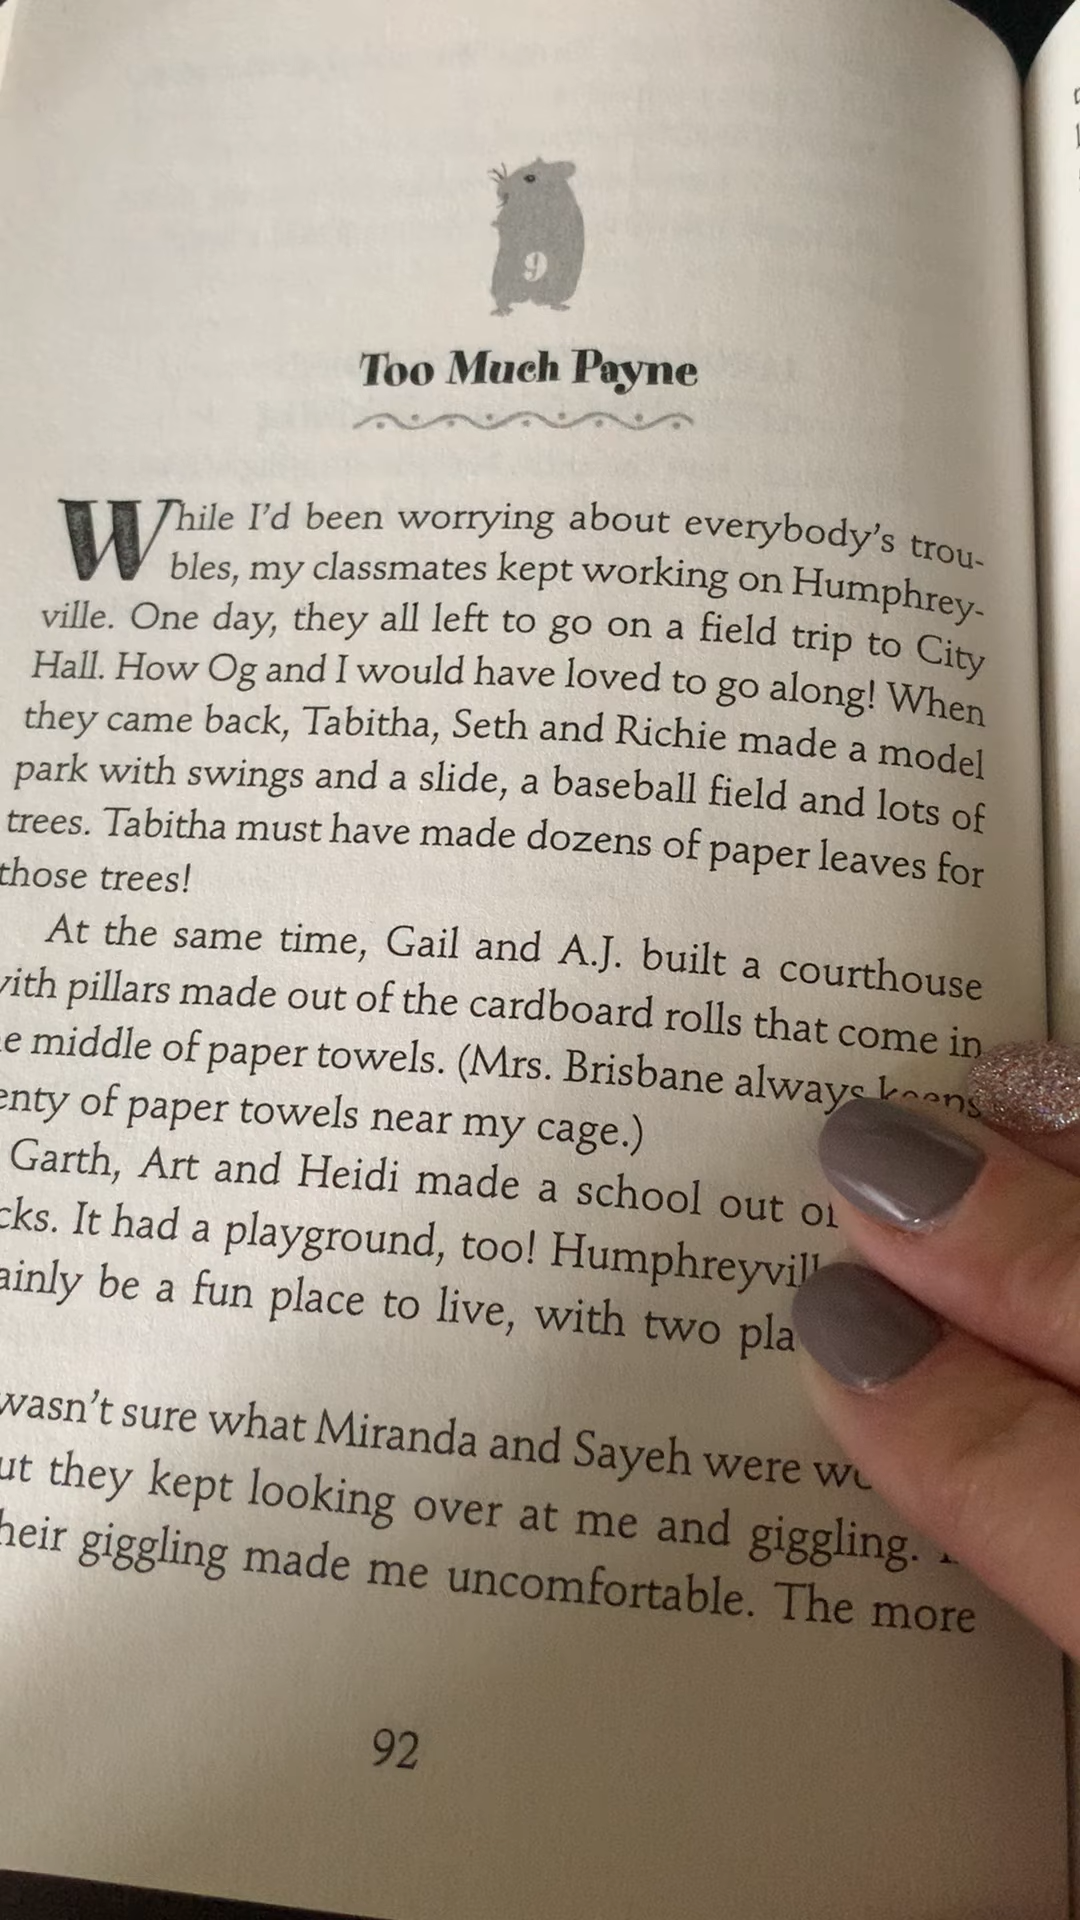 9
Too Much Payne
While I'd been worrying about everybody's trou-
bles, my classmates kept working on Humphrey-
ville. One day, they all left to go on a field trip to City
Hall. How Og and I would have loved to go along! When
they came back, Tabitha, Seth and Richie made a model
park with swings and a slide, a baseball field and lots of
trees. Tabitha must have made dozens of paper leaves for
those trees!
At the same time, Gail and A.J. built a courthouse
with pillars made out of the cardboard rolls that come in
middle of paper towels. (Mrs. Brisbane always keeps
of paper towels near my cage.)
Garth, Art and Heidi made a school out
It had a playground, too! Humphreyvill
be a fun place to live, with two
wasn't sure what Miranda and Sayeh were
they kept looking over at me and giggling.
giggling made me uncomfortable. The more
92